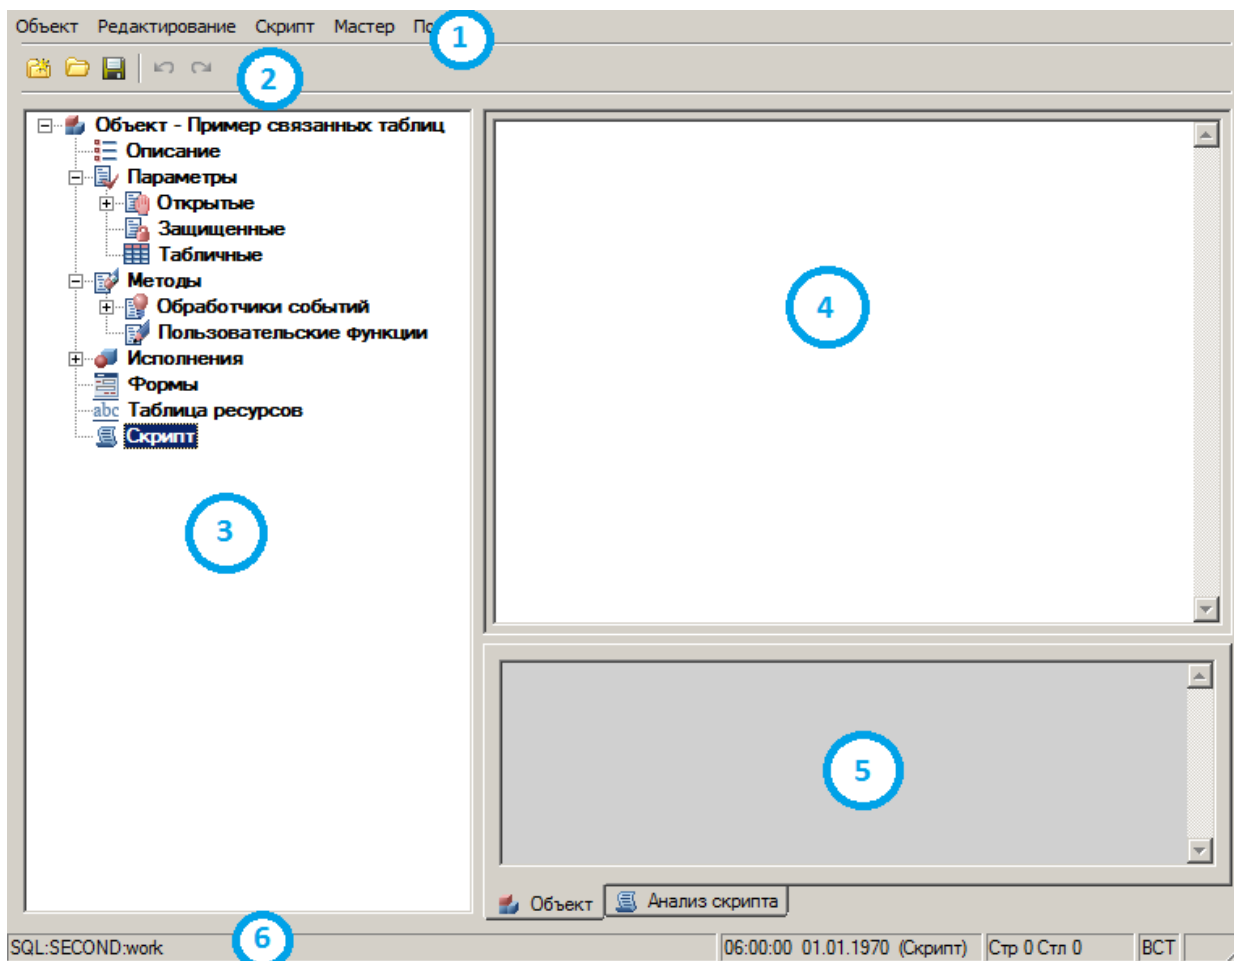 Объект Редактирование Скрипт Мастер
1
2
Объект - Пример связанных таблиц
Описание
Параметры
Открытые
Защищенные
Табличные
Методы
Обработчики событий
Пользовательские функции
Исполнения
Формы
abc Таблица ресурсов
Скрипт
3
4
5
Объект Анализ скрипта
6
SQL:SECOND:work 06:00:00 01.01.1970 (Скрипт) Стр 0 Стл 0 ВСТ